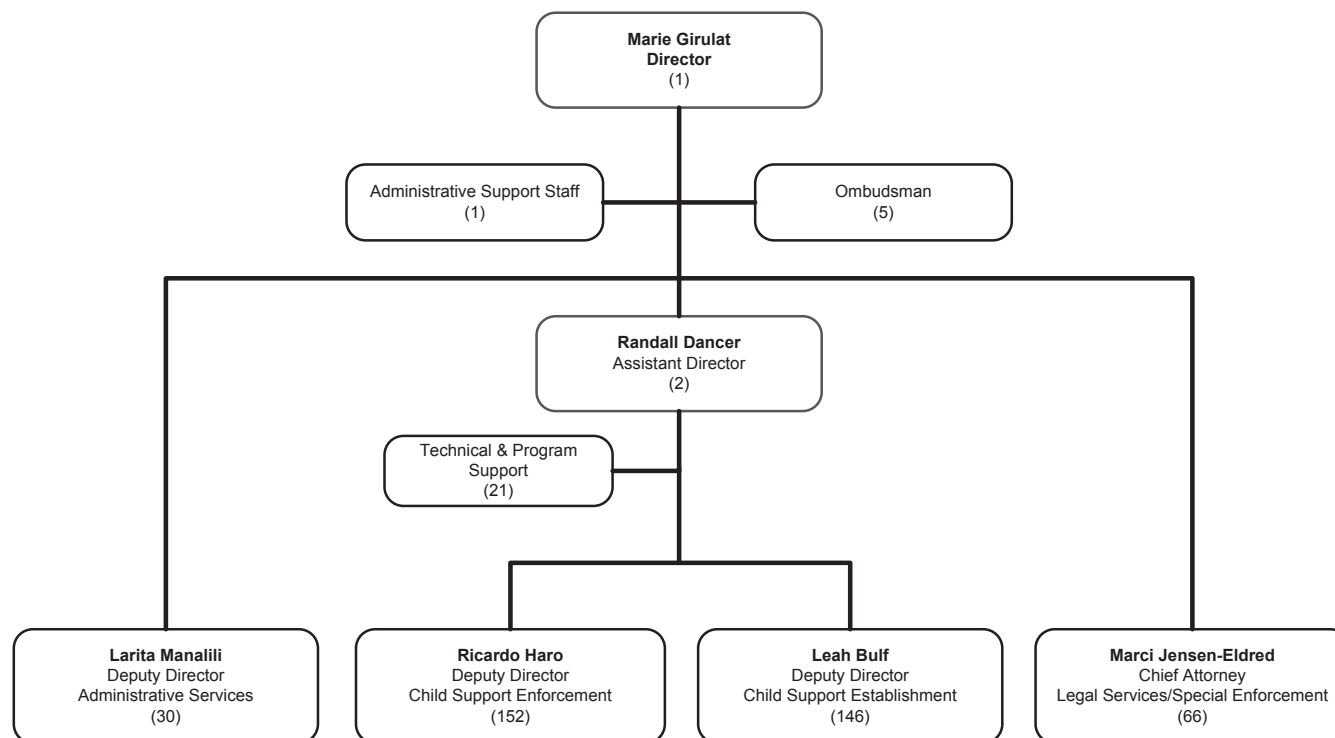 Marie Girulat
Director
(1)
Administrative Support Staff
(1)
Ombudsman
(5)
Randall Dancer
Assistant Director
(2)
Technical & Program
Support
(21)
Larita Manalili
Deputy Director
Administrative Services
(30)
Ricardo Haro
Deputy Director
Child Support Enforcement
(152)
Leah Bulf
Deputy Director
Child Support Establishment
(146)
Marci Jensen-Eldred
Chief Attorney
Legal Services/Special Enforcement
(66)